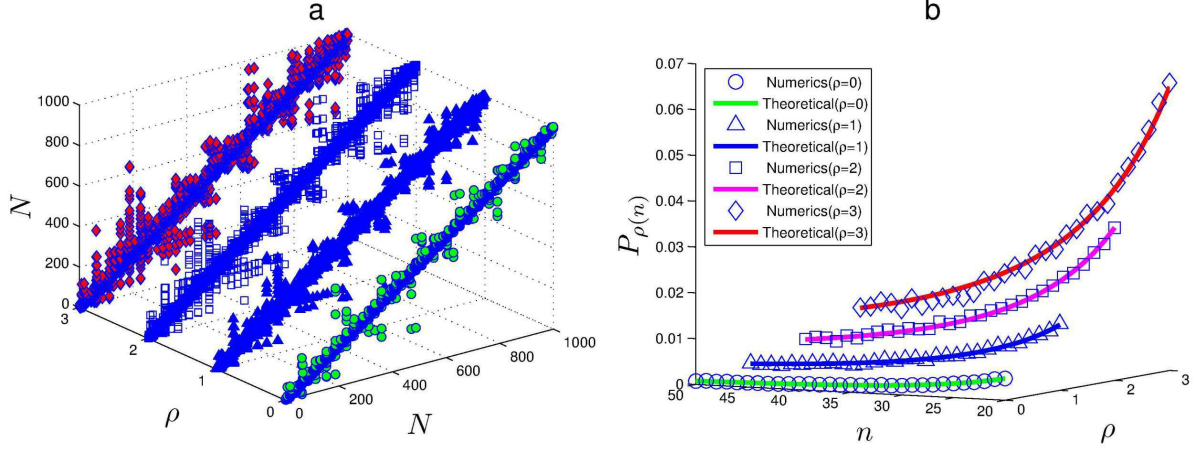 a
1000
800
600
400
200
0
N
3
2
1
0
ρ
0
200
400
600
800
1000
N
b
0.07
0.06
0.05
0.04
0.03
0.02
0.01
0
P_ρ(n)
Numerics(ρ=0)
Theoretical(ρ=0)
Numerics(ρ=1)
Theoretical(ρ=1)
Numerics(ρ=2)
Theoretical(ρ=2)
Numerics(ρ=3)
Theoretical(ρ=3)
50
45
40
35
30
25
20
n
0
1
2
3
ρ